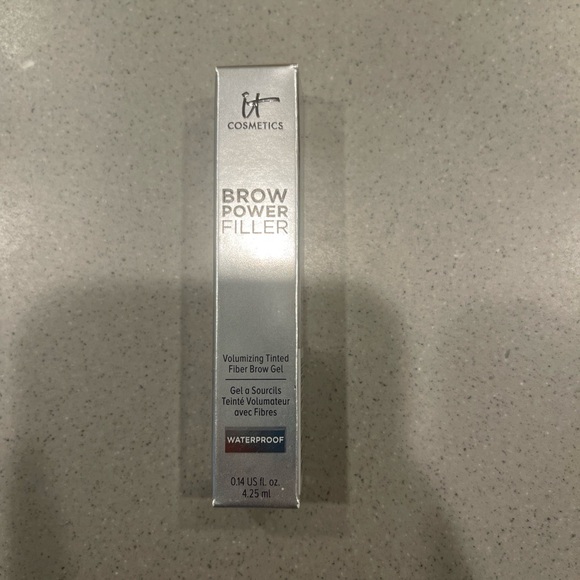 it
COSMETICS
BROW
POWER
FILLER
Volumizing Tinted
Fiber Brow Gel
Gel a Sourcils
Teinté Volumateur
avec Fibres
WATERPROOF
0.14 US fl. oz.
4.25 ml